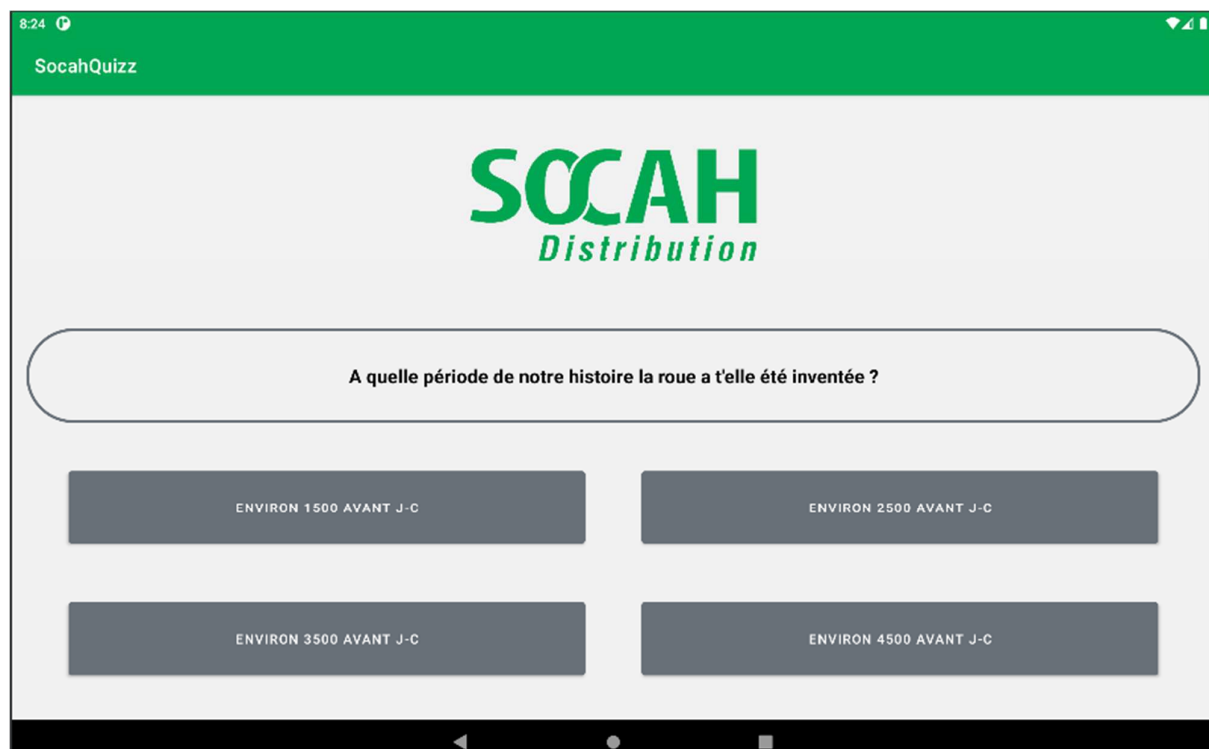 8:24
SocahQuizz
SOCAH
Distribution
A quelle période de notre histoire la roue a t'elle été inventée ?
ENVIRON 1500 AVANT J-C
ENVIRON 2500 AVANT J-C
ENVIRON 3500 AVANT J-C
ENVIRON 4500 AVANT J-C